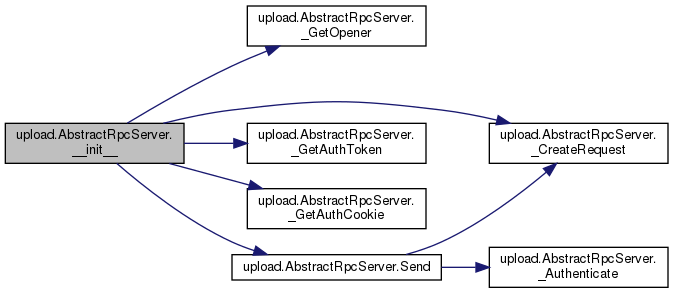 upload.AbstractRpcServer.
_GetOpener
upload.AbstractRpcServer.
__init__
upload.AbstractRpcServer.
_GetAuthToken
upload.AbstractRpcServer.
_CreateRequest
upload.AbstractRpcServer.
_GetAuthCookie
upload.AbstractRpcServer.Send
upload.AbstractRpcServer.
_Authenticate